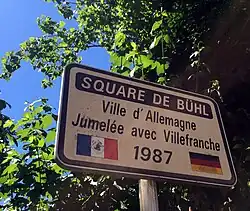 SQUARE DE BÜHL
Ville d'Allemagne
Jumelée avec Villefranche
1987